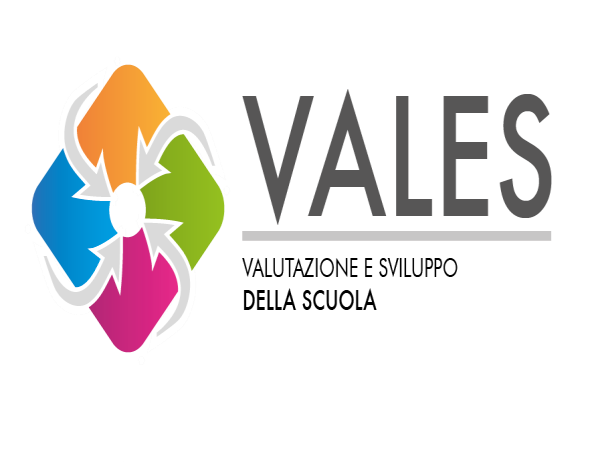 VALES
VALUTAZIONE E SVILUPPO
DELLA SCUOLA